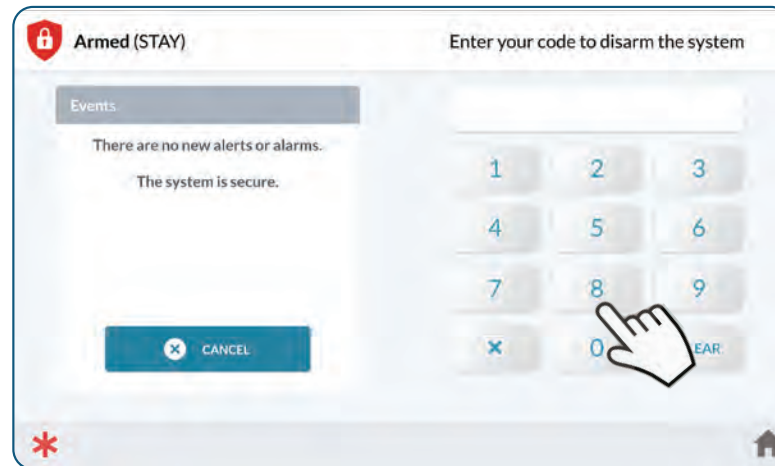 Armed (STAY)
Enter your code to disarm the system
Events
There are no new alerts or alarms.
The system is secure.
CANCEL
1 2 3
4 5 6
7 8 9
0